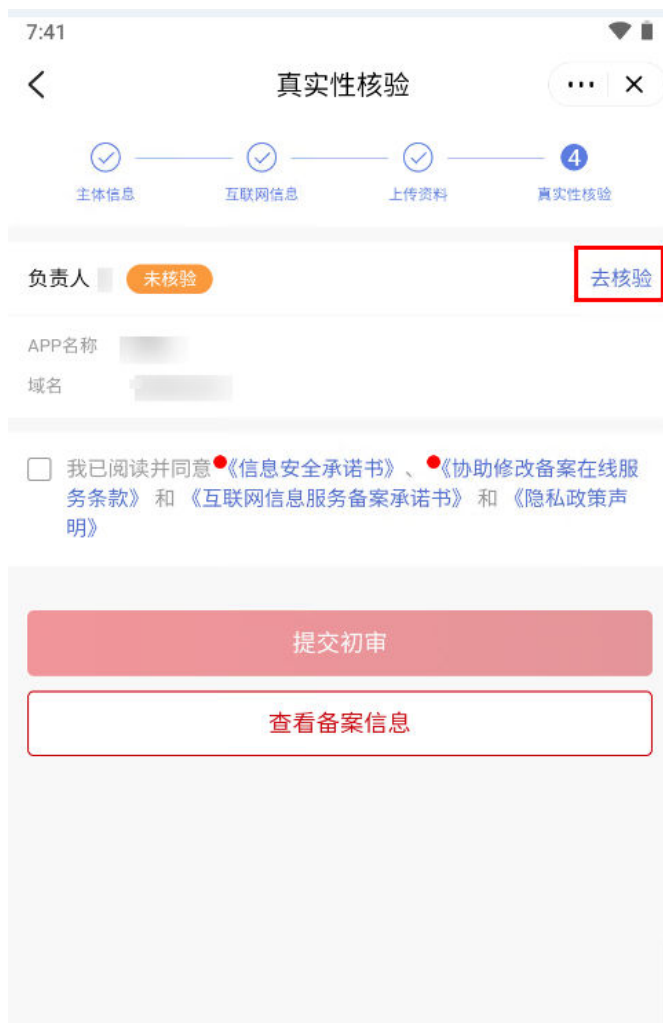 7:41
真实性核验
主体信息 互联网信息 上传资料 4 真实性核验
负责人 未核验 去核验
APP名称
域名
我已阅读并同意《信息安全承诺书》、《协助修改备案在线服
务条款》 和 《互联网信息服务备案承诺书》 和 《隐私政策声
明》
提交初审
查看备案信息